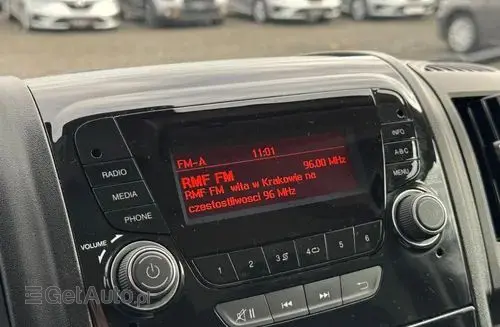 FM-A 11:01 96.00 MHz
RMF FM
RMF FM wita w Krakowie na
czestostliwosci 96 MHz
RADIO
MEDIA
PHONE
INFO
A-B-C
MENU
VOLUME - +
1 2 3 4 5 6
GetAuto.pl